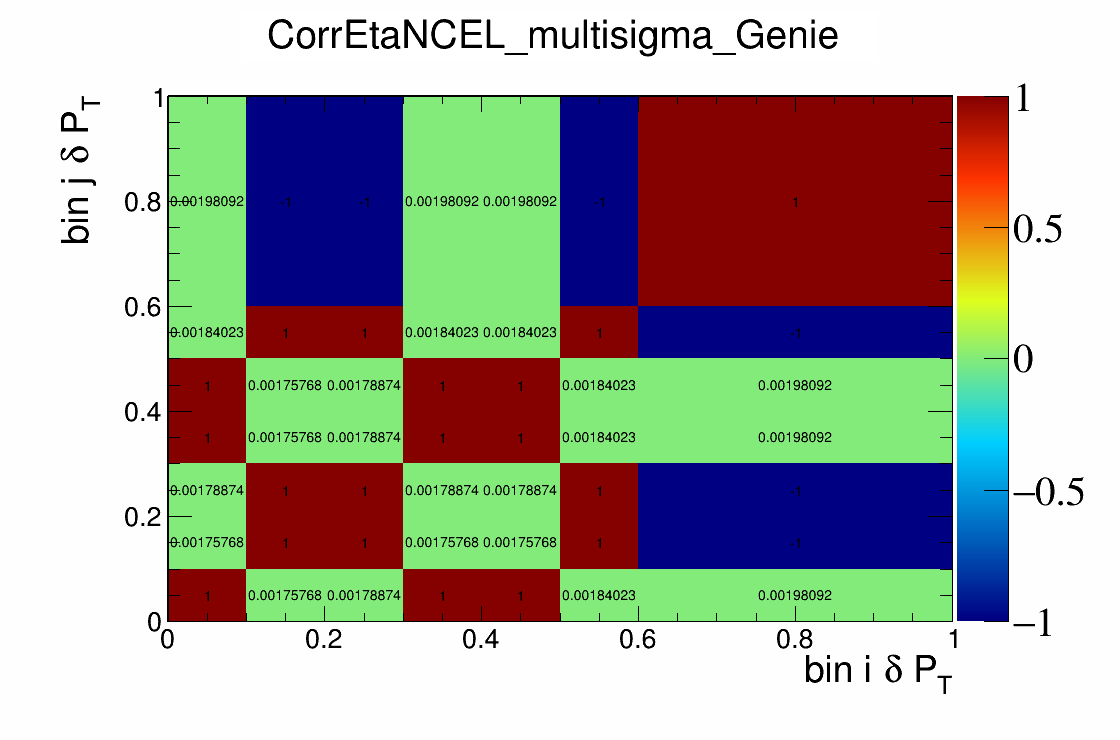 CorrEtaNCEL_multisigma_Genie
bin j δ P_T
1
0.8
0.6
0.4
0.2
0
0.00198092 -1 -1 0.00198092 0.00198092 -1 1
0.00184023 1 1 0.00184023 0.00184023 1 -1
1 0.00175768 0.00178874 1 1 0.00184023 0.00198092
1 0.00175768 0.00178874 1 1 0.00184023 0.00198092
0.00178874 1 1 0.00178874 0.00178874 1 -1
0.00175768 1 1 0.00175768 0.00175768 1 -1
1 0.00175768 0.00178874 1 1 0.00184023 0.00198092
0 0.2 0.4 0.6 0.8 1
bin i δ P_T
1
0.5
0
−0.5
−1